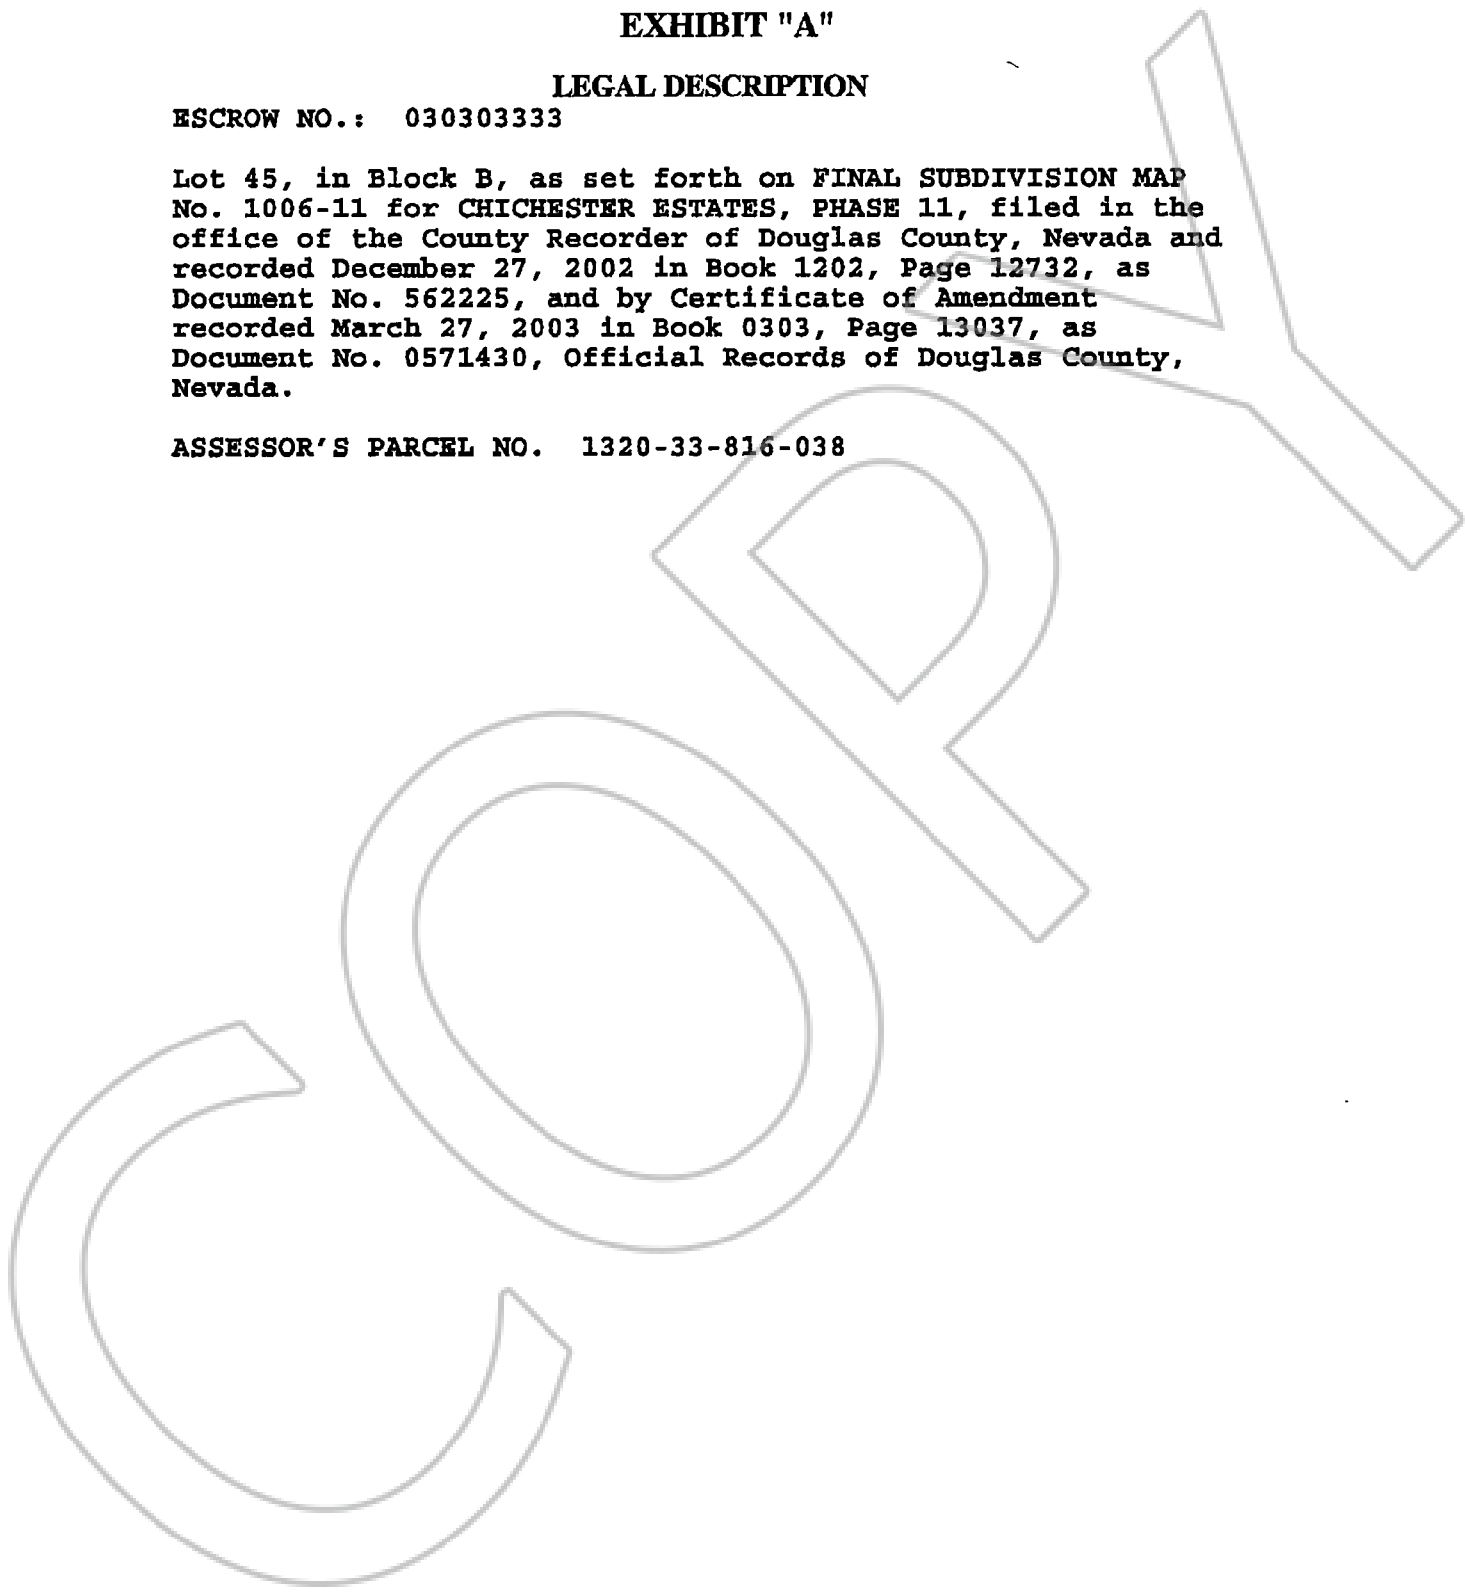 EXHIBIT "A"
LEGAL DESCRIPTION
ESCROW NO.: 030303333
Lot 45, in Block B, as set forth on FINAL SUBDIVISION MAP
No. 1006-11 for CHICHESTER ESTATES, PHASE 11, filed in the
office of the County Recorder of Douglas County, Nevada and
recorded December 27, 2002 in Book 1202, Page 12732, as
Document No. 562225, and by Certificate of Amendment
recorded March 27, 2003 in Book 0303, Page 13037, as
Document No. 0571430, Official Records of Douglas County,
Nevada.
ASSESSOR'S PARCEL NO. 1320-33-816-038
COPY